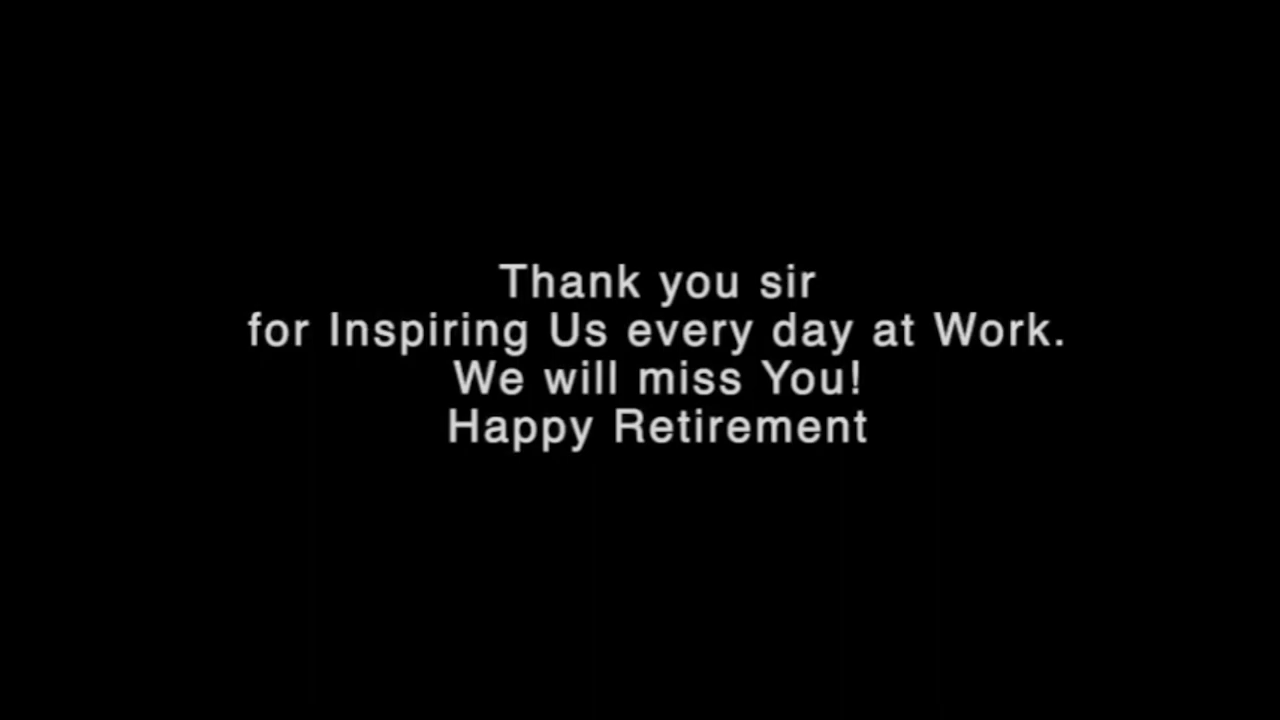 Thank you sir
for Inspiring Us every day at Work.
We will miss You!
Happy Retirement